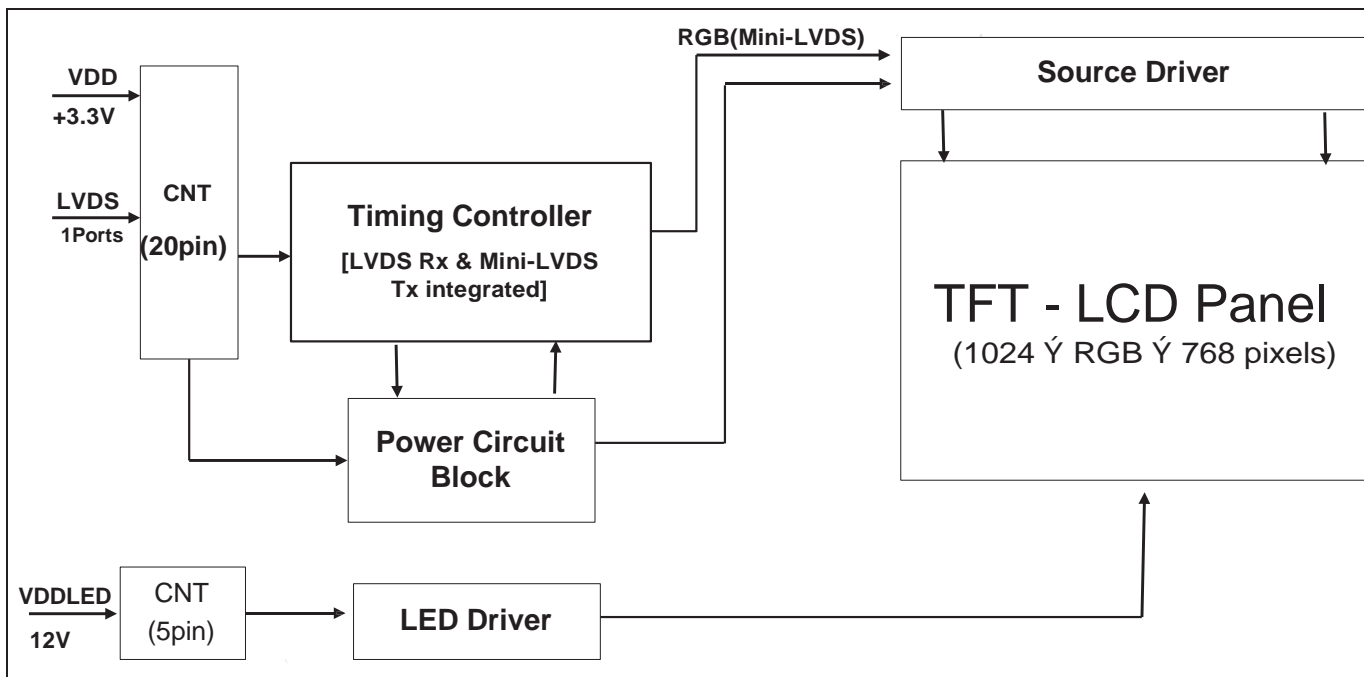 RGB(Mini-LVDS)
Source Driver
VDD
+3.3V
LVDS
1Ports
CNT
(20pin)
Timing Controller
[LVDS Rx & Mini-LVDS
Tx integrated]
TFT - LCD Panel
(1024 Ý RGB Ý 768 pixels)
Power Circuit
Block
VDDLED
12V
CNT
(5pin)
LED Driver